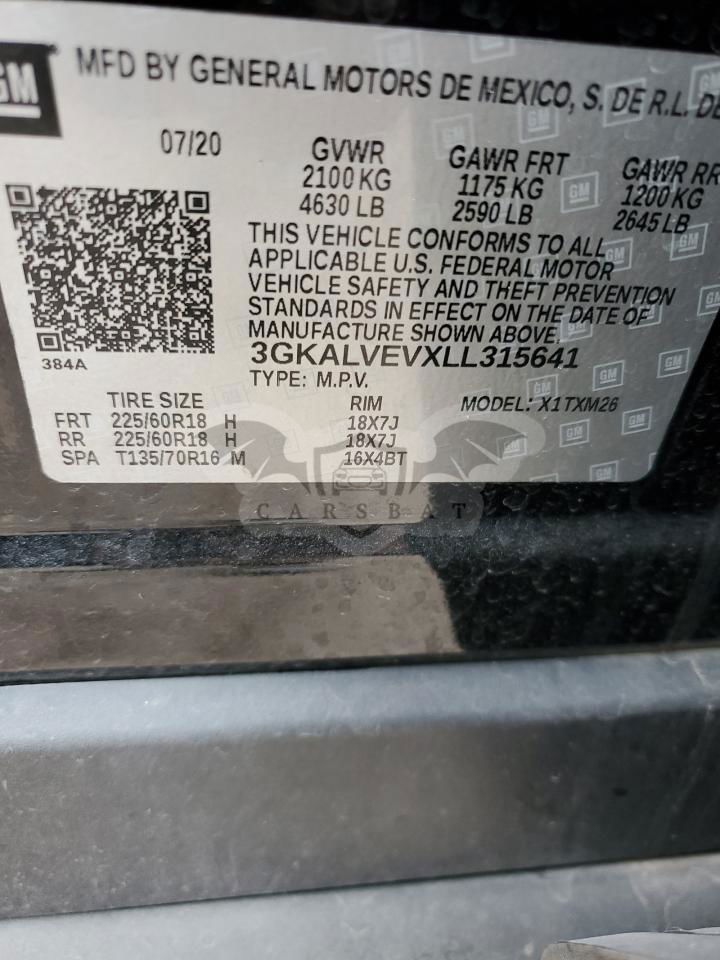 GM
MFD BY GENERAL MOTORS DE MEXICO, S. DE R.L. DE
07/20
GVWR GAWR FRT GAWR RR
2100 KG 1175 KG 1200 KG
4630 LB 2590 LB 2645 LB
THIS VEHICLE CONFORMS TO ALL
APPLICABLE U.S. FEDERAL MOTOR
VEHICLE SAFETY AND THEFT PREVENTION
STANDARDS IN EFFECT ON THE DATE OF
MANUFACTURE SHOWN ABOVE.
384A
3GKALVEVXLL315641
TYPE: M.P.V. MODEL: X1TXM26
TIRE SIZE RIM
FRT 225/60R18 H 18X7J
RR 225/60R18 H 18X7J
SPA T135/70R16 M 16X4BT
CARSBAT